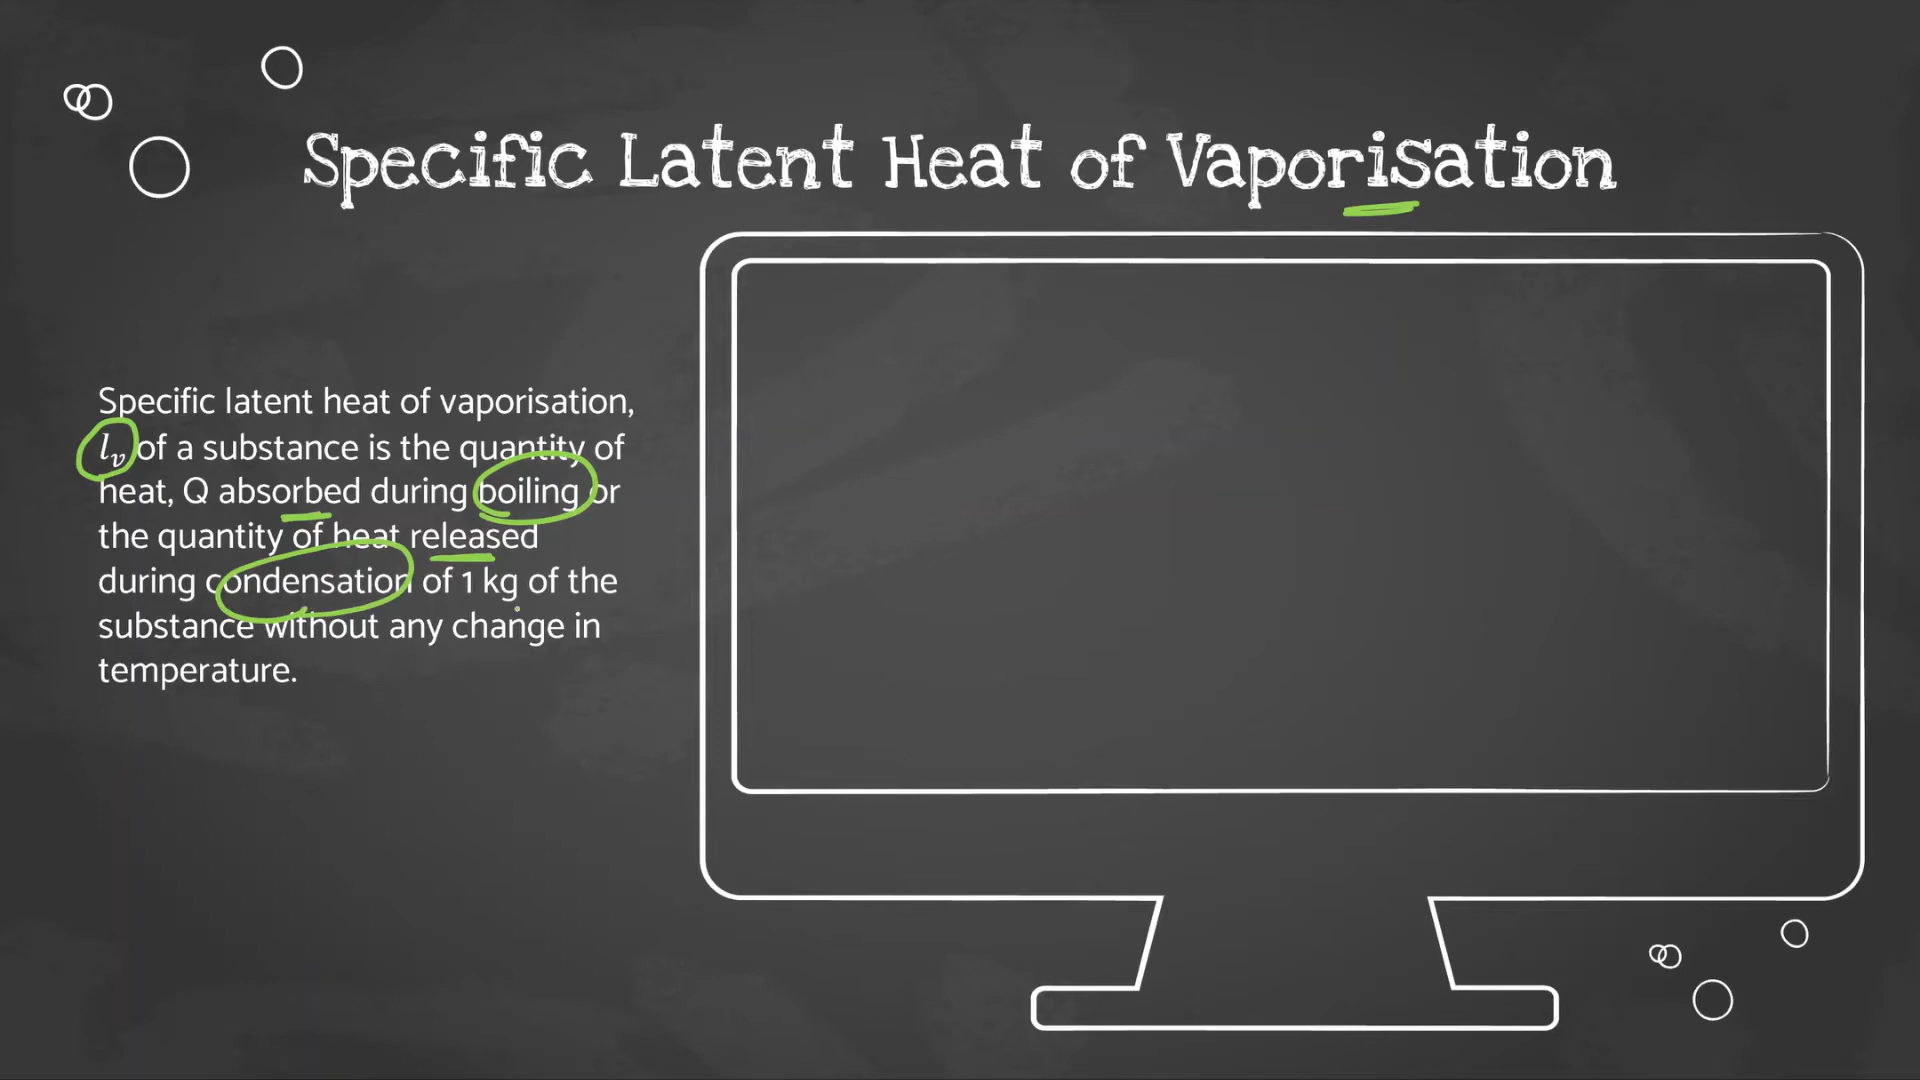 Specific Latent Heat of Vaporisation
Specific latent heat of vaporisation,
l_v of a substance is the quantity of
heat, Q absorbed during boiling or
the quantity of heat released
during condensation of 1 kg of the
substance without any change in
temperature.